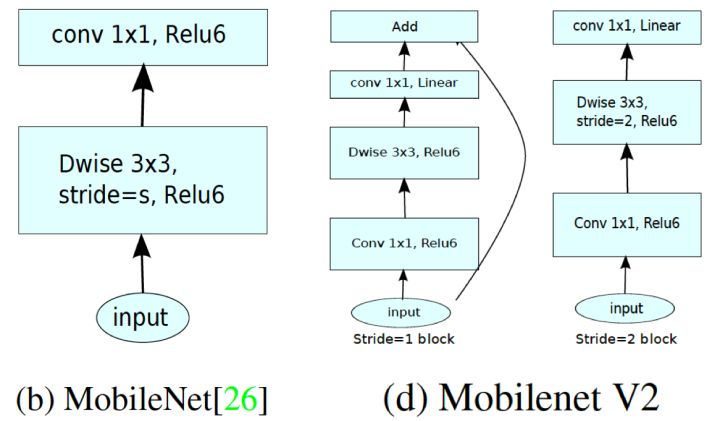 conv 1x1, Relu6
Dwise 3x3,
stride=s, Relu6
input
(b) MobileNet[26]
Add
conv 1x1, Linear
Dwise 3x3, Relu6
Conv 1x1, Relu6
input
Stride=1 block
conv 1x1, Linear
Dwise 3x3,
stride=2, Relu6
Conv 1x1, Relu6
input
Stride=2 block
(d) Mobilenet V2